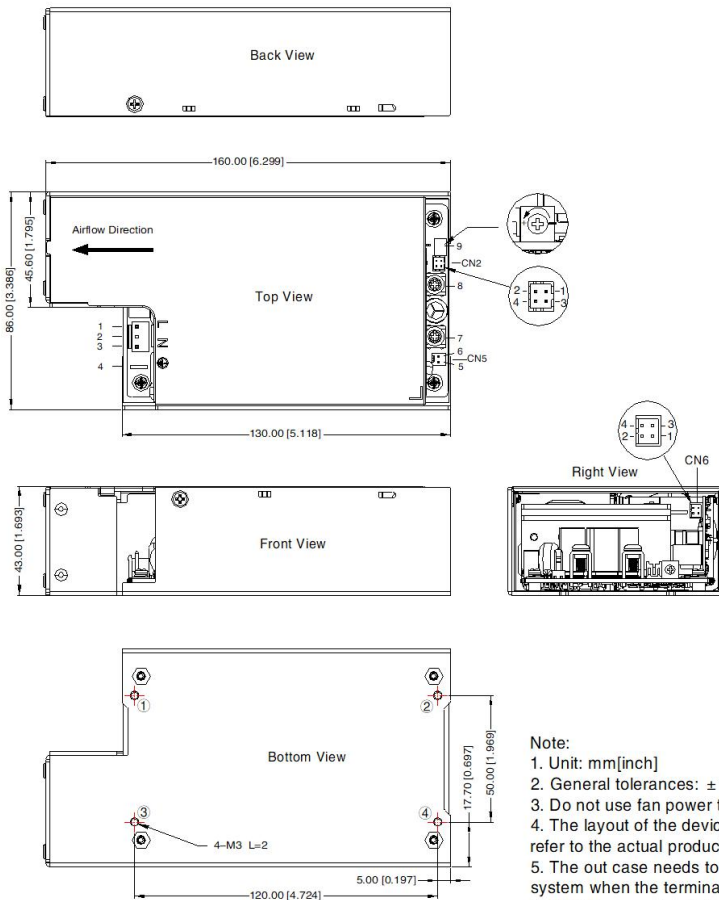 Back View
160.00 [6.299]
Airflow Direction
86.00 [3.386]
45.60 [1.795]
Top View
9
CN2
8
7
6
CN5
5
1
2
3
4
L
N
+
2
1
4
3
130.00 [5.118]
43.00 [1.693]
Front View
Right View
4
3
2
1
CN6
Bottom View
①
②
③
④
4-M3 L=2
17.70 [0.697]
50.00 [1.969]
5.00 [0.197]
120.00 [4.724]
Note:
1. Unit: mm[inch]
2. General tolerances: ±
3. Do not use fan power
4. The layout of the
refer to the actual
5. The out case needs to
system when the